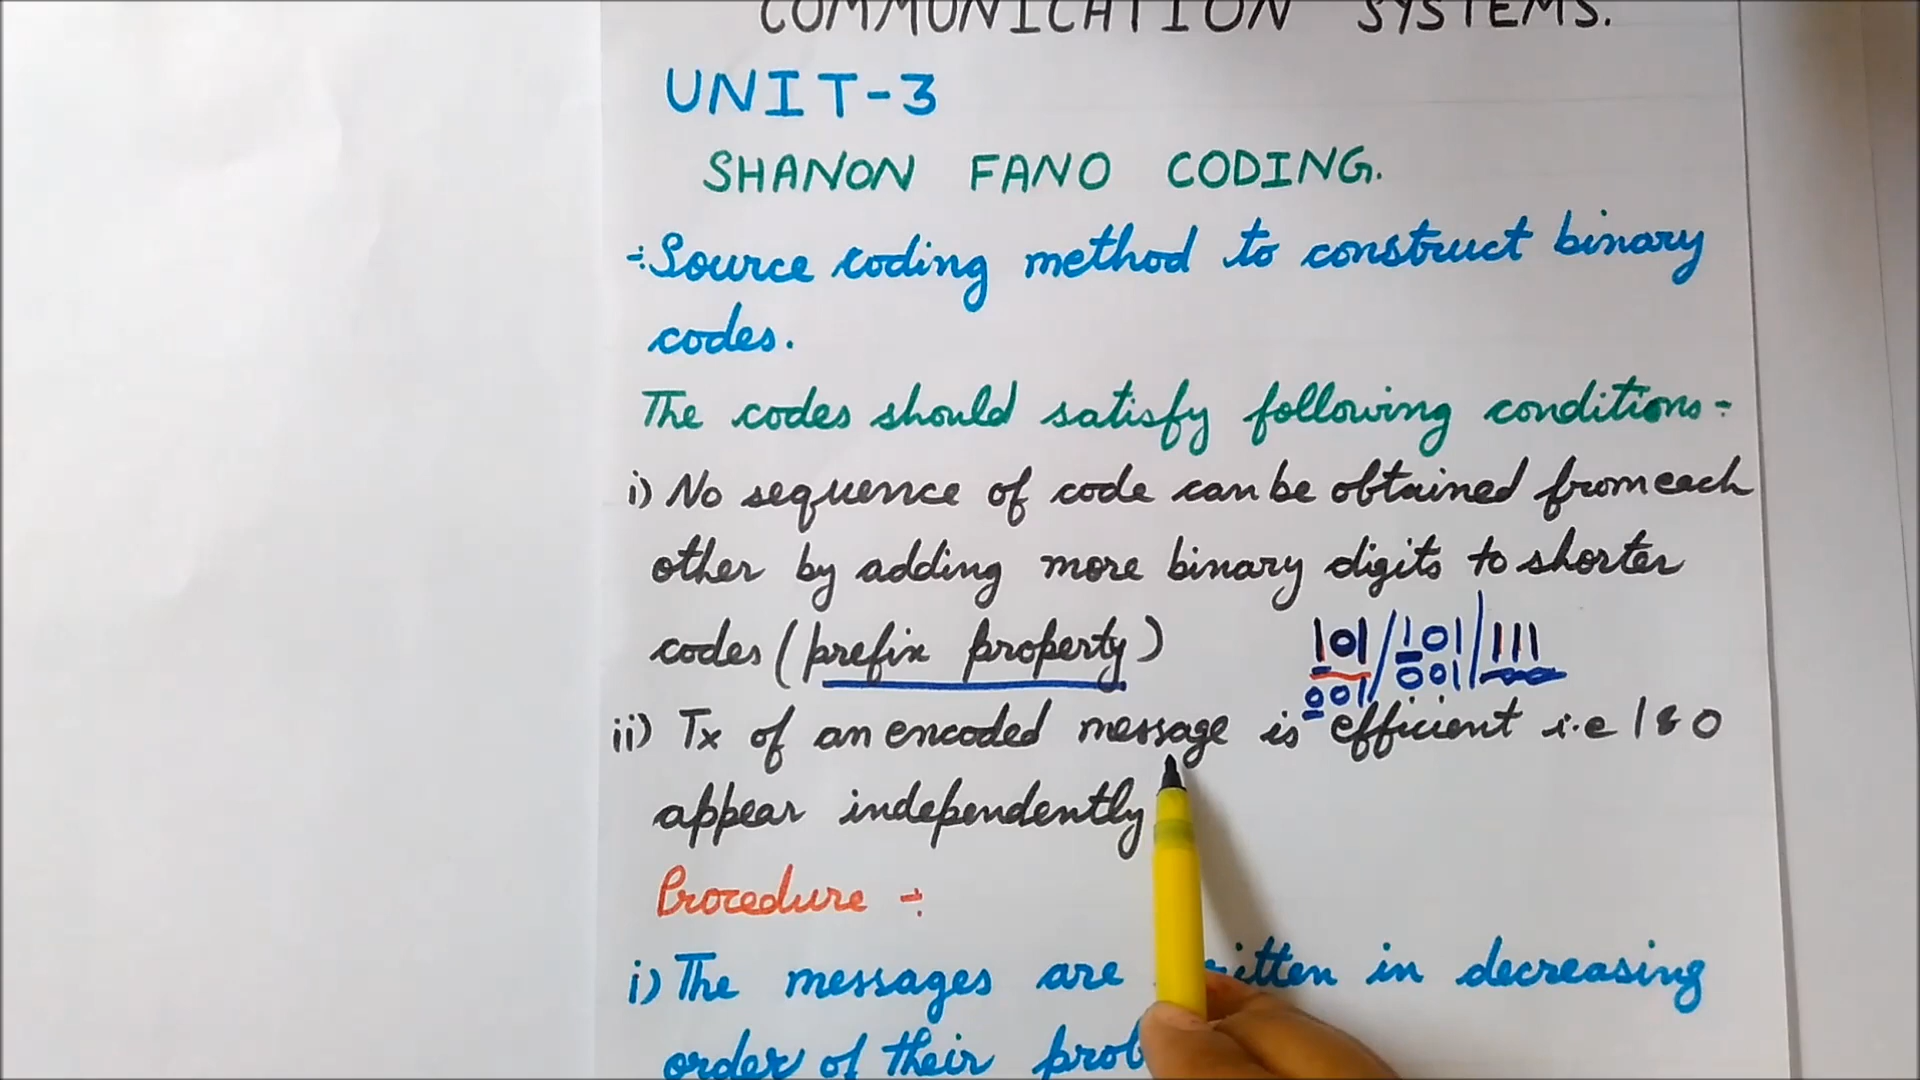 COMMUNICATION SYSTEMS.
UNIT-3
SHANON FANO CODING.
÷Source coding method to construct binary
codes.
The codes should satisfy following conditions÷
i) No sequence of code can be obtained from each
other by adding more binary digits to shorter
codes (prefix property)
101/101/111
001/001
ii) Tx of an encoded message is efficient i.e 1 & 0
appear independently
Procedure ÷
i) The messages are written in decreasing
order of their